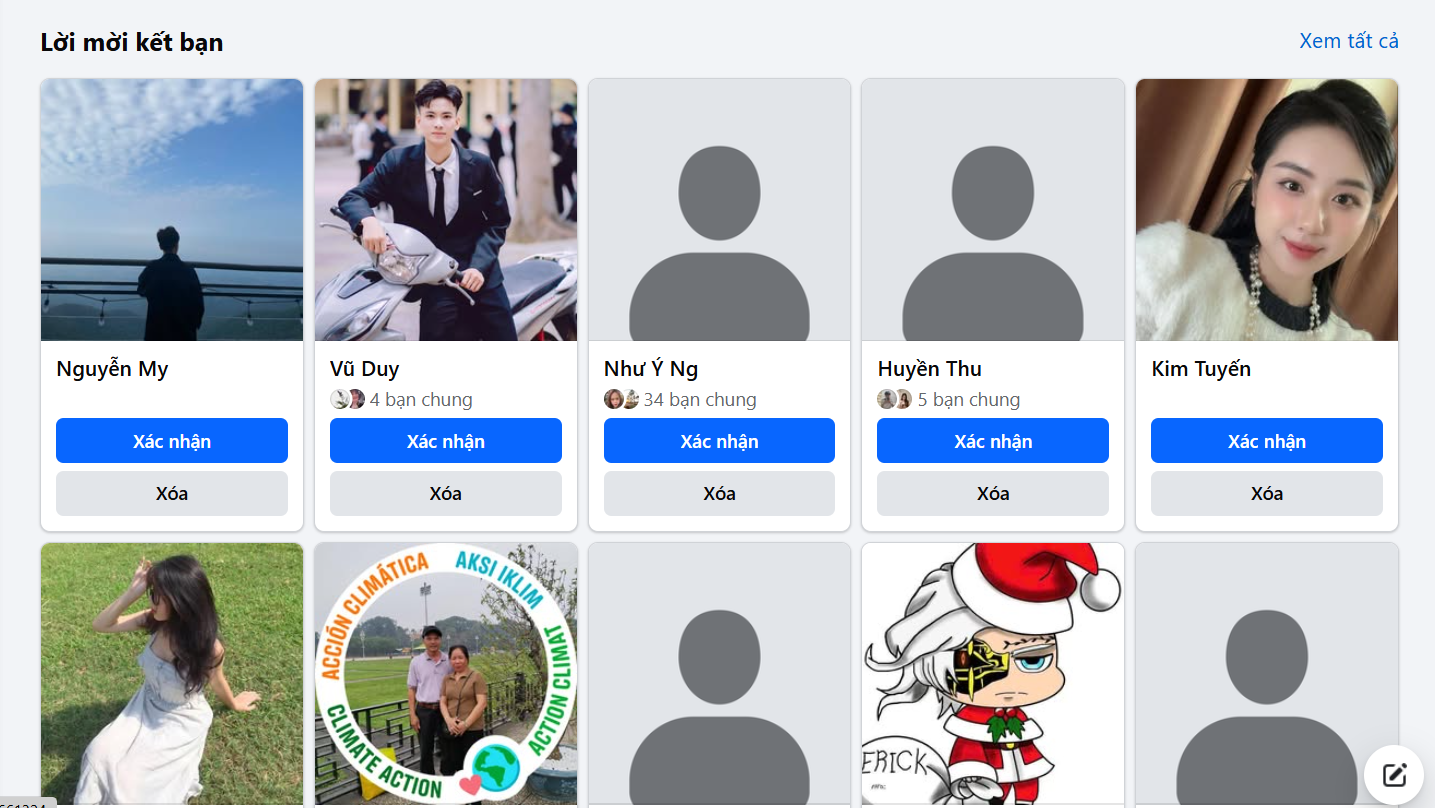 Lời mời kết bạn
Xem tất cả
Nguyễn My
Vũ Duy
Như Ý Ng
Huyền Thu
Kim Tuyến
4 bạn chung
34 bạn chung
5 bạn chung
Xác nhận
Xác nhận
Xác nhận
Xác nhận
Xác nhận
Xóa
Xóa
Xóa
Xóa
Xóa
ACCIÓN CLIMÁTICA
AKSI IKLIM
ACTION CLIMAT
CLIMATE ACTION
ERICK